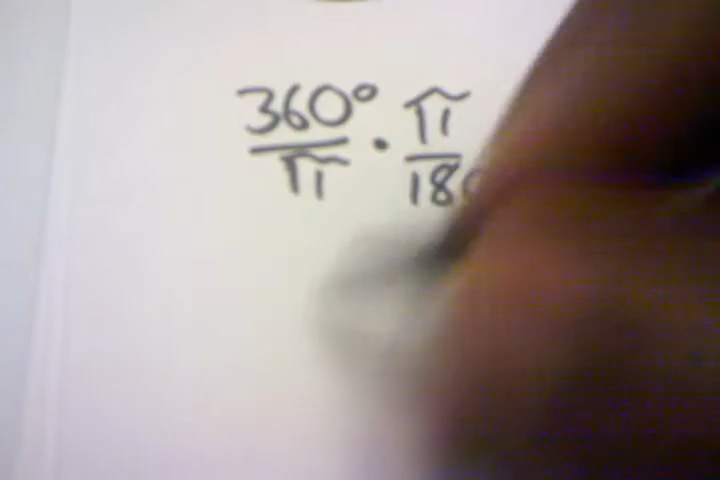 360° π
— · —
π 18